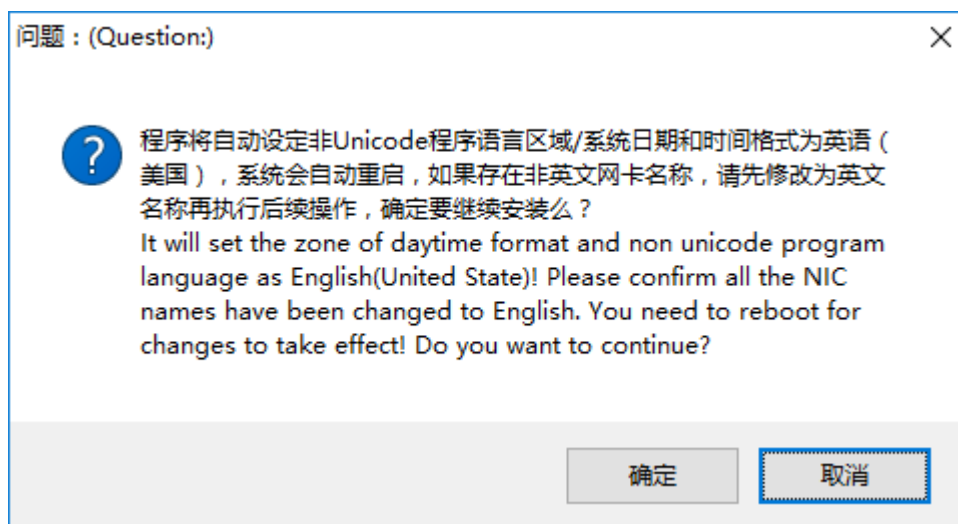 问题：(Question:)
程序将自动设定非Unicode程序语言区域/系统日期和时间格式为英语（
美国），系统会自动重启，如果存在非英文网卡名称，请先修改为英文
名称再执行后续操作，确定要继续安装么？
It will set the zone of daytime format and non unicode program
language as English(United State)! Please confirm all the NIC
names have been changed to English. You need to reboot for
changes to take effect! Do you want to continue?
确定
取消